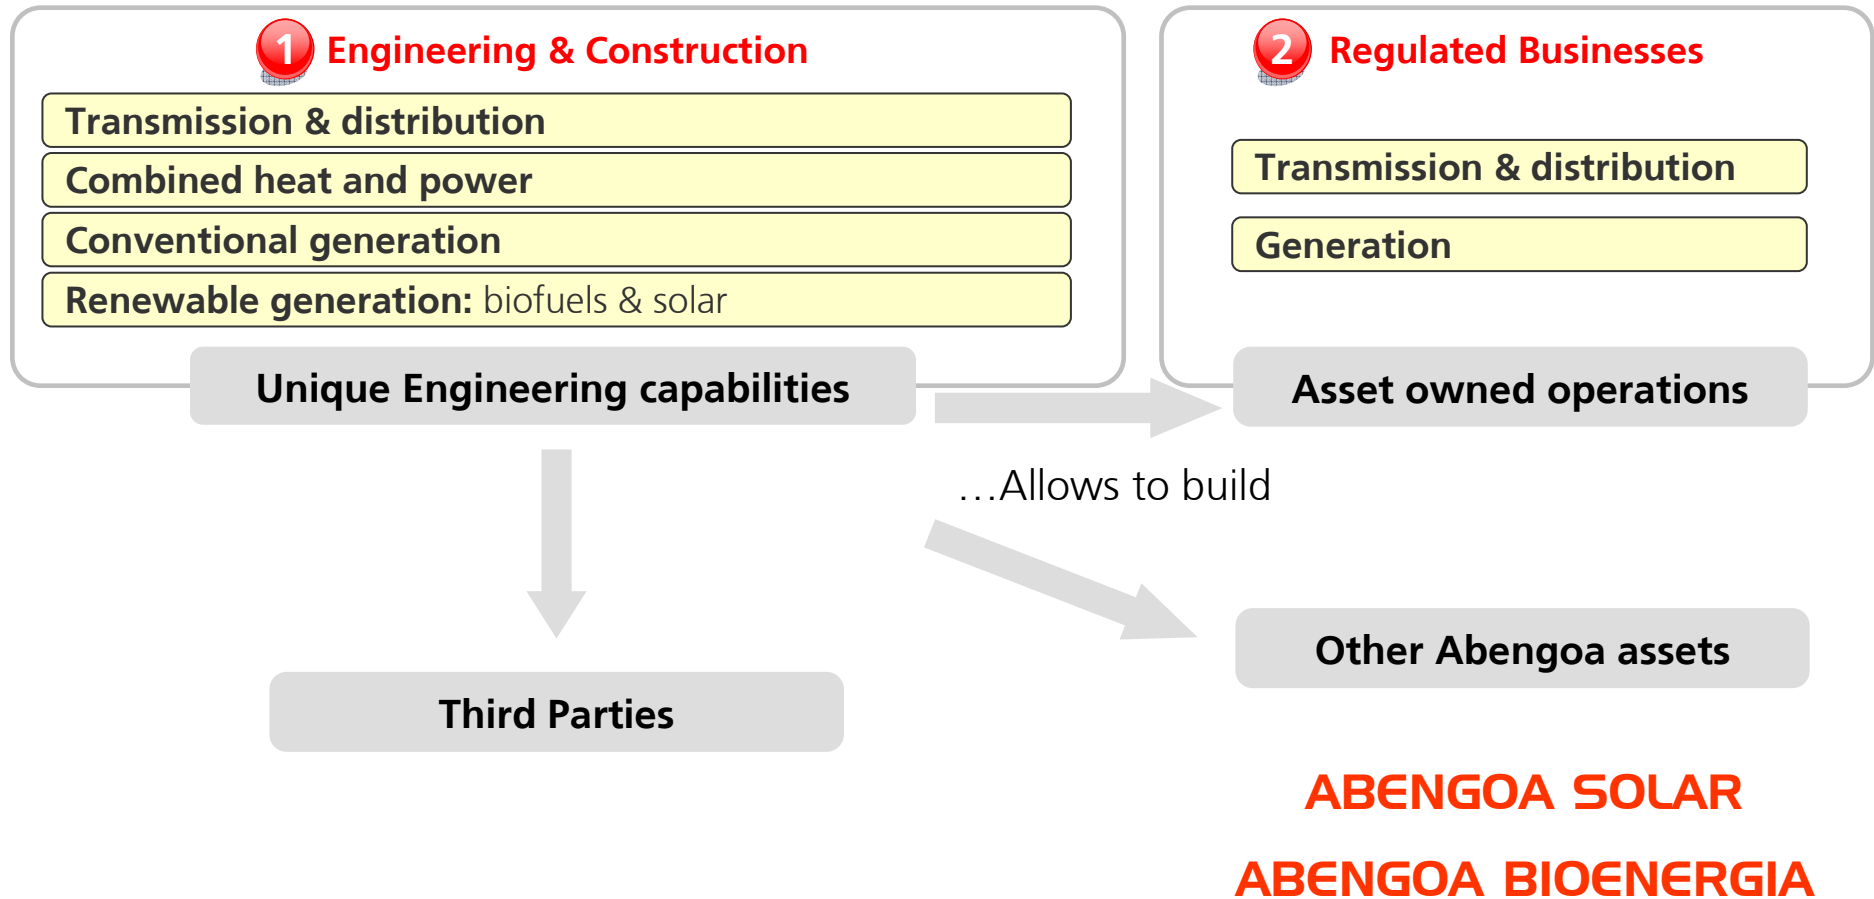 1 Engineering & Construction
Transmission & distribution
Combined heat and power
Conventional generation
Renewable generation: biofuels & solar
Unique Engineering capabilities
2 Regulated Businesses
Transmission & distribution
Generation
Asset owned operations
...Allows to build
Third Parties
Other Abengoa assets
ABENGOA SOLAR
ABENGOA BIOENERGIA